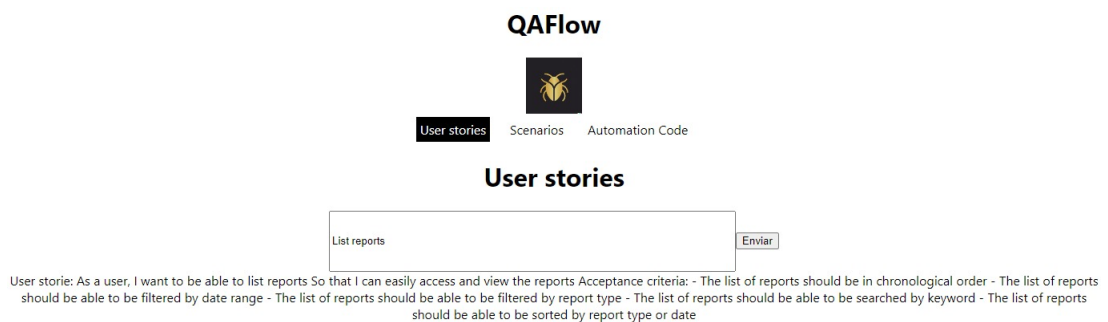 QAFlow
User stories Scenarios Automation Code
User stories
List reports Enviar
User storie: As a user, I want to be able to list reports So that I can easily access and view the reports Acceptance criteria: - The list of reports should be in chronological order - The list of reports
should be able to be filtered by date range - The list of reports should be able to be filtered by report type - The list of reports should be able to be searched by keyword - The list of reports
should be able to be sorted by report type or date